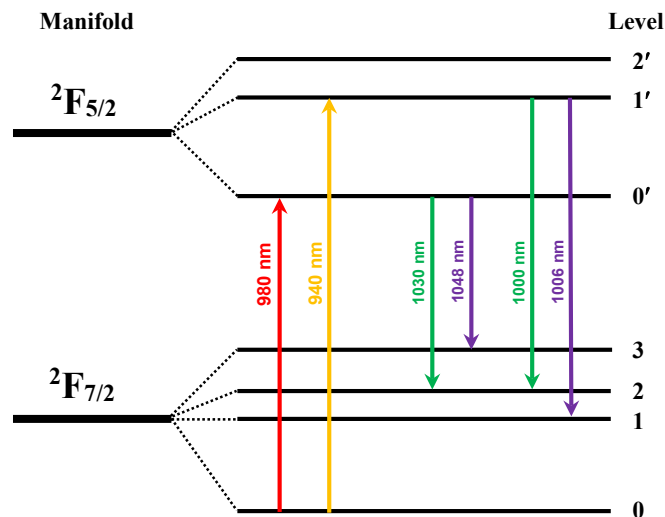 Manifold
Level
2′
²F5/2
1′
0′
980 nm
940 nm
1030 nm
1048 nm
1000 nm
1006 nm
3
²F7/2
2
1
0